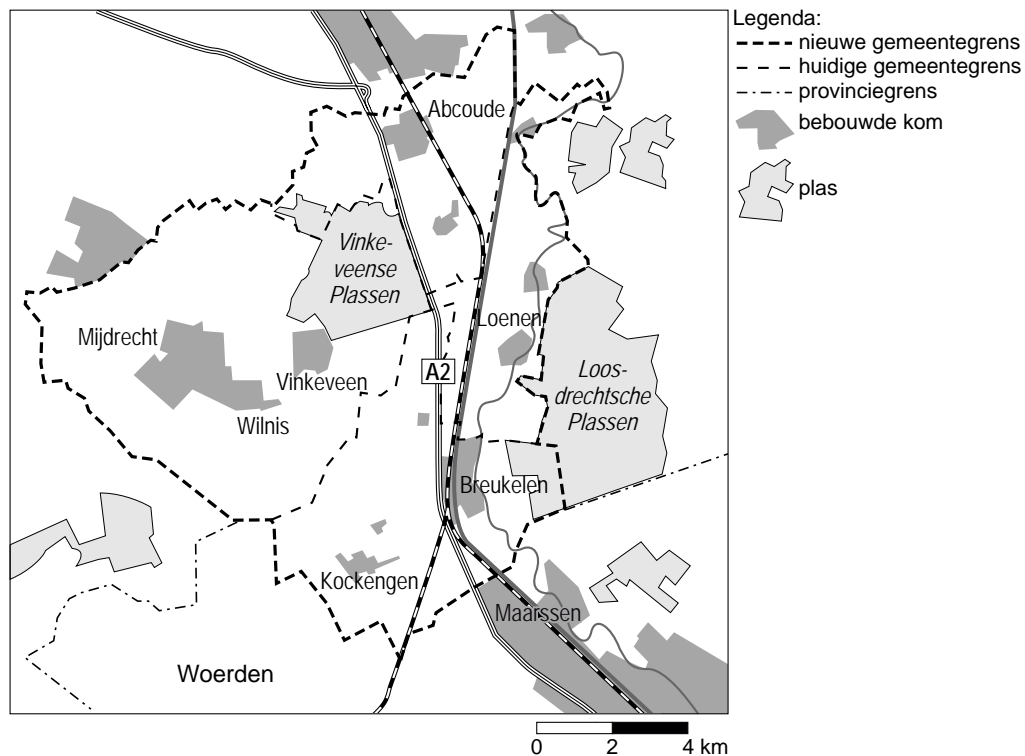 Legenda:
nieuwe gemeentegrens
huidige gemeentegrens
provinciegrens
bebouwde kom
plas
Abcoude
Vinke-
veense
Plassen
Loenen
Mijdrecht
A2
Vinkeveen
Loos-
drechtsche
Plassen
Wilnis
Breukelen
Kockengen
Maarssen
Woerden
0 2 4 km